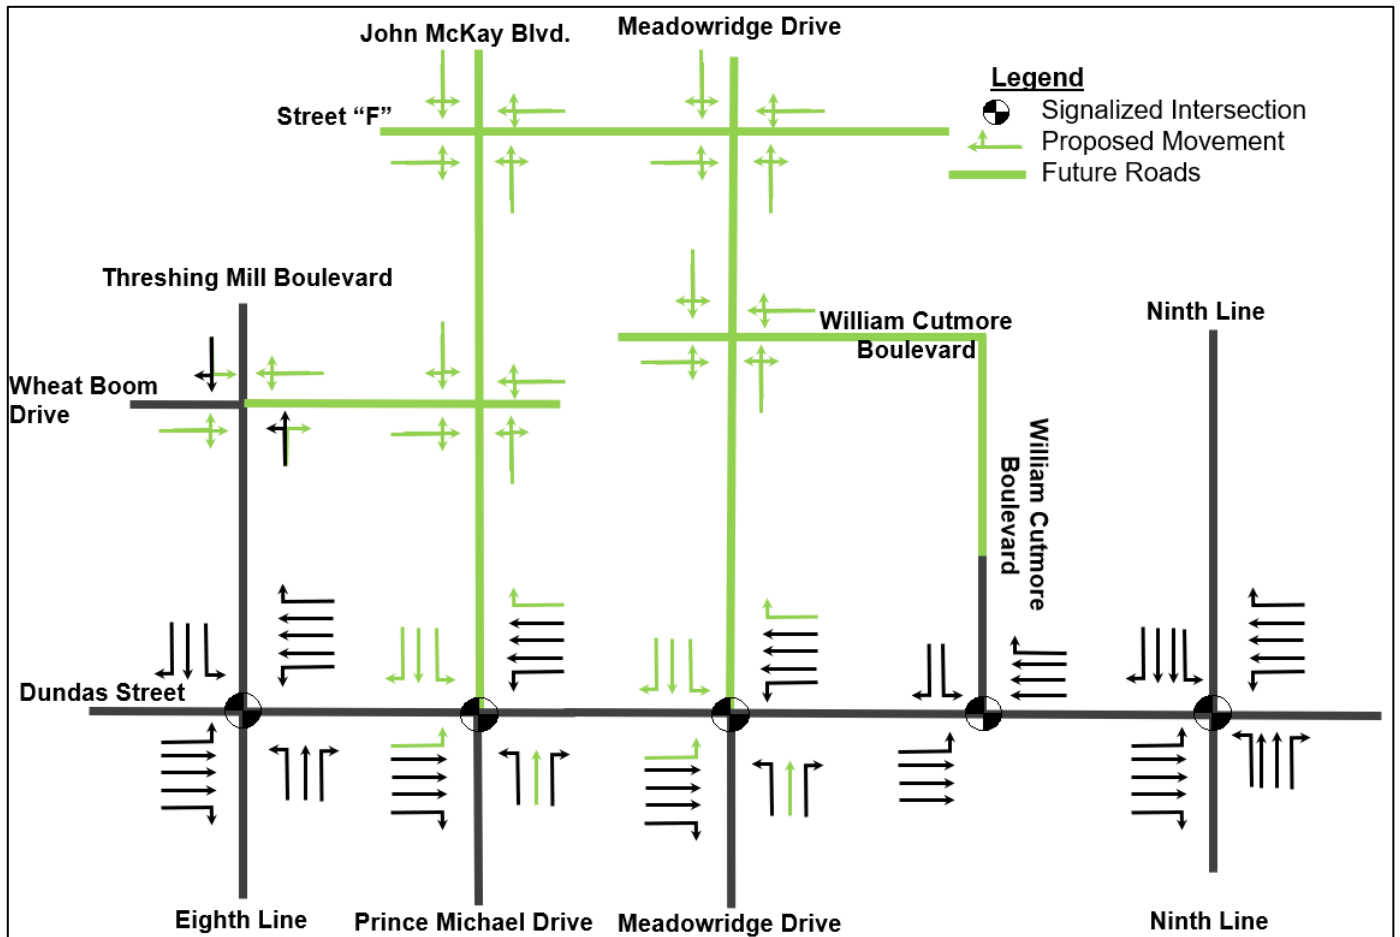 John McKay Blvd.
Meadowridge Drive
Legend
Signalized Intersection
Proposed Movement
Future Roads
Street “F”
Threshing Mill Boulevard
Wheat Boom
Drive
William Cutmore
Boulevard
Ninth Line
William Cutmore
Boulevard
Dundas Street
Eighth Line
Prince Michael Drive
Meadowridge Drive
Ninth Line